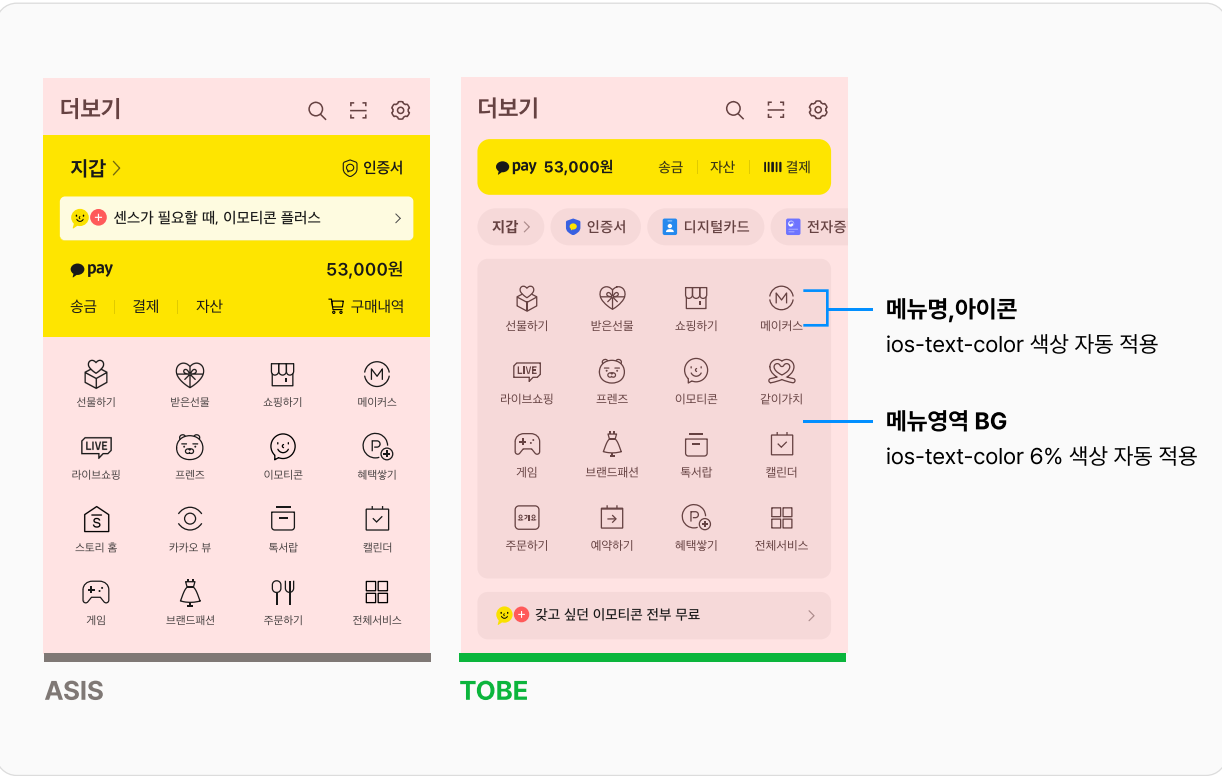 더보기
지갑 >
인증서
센스가 필요할 때, 이모티콘 플러스
pay
53,000원
송금
결제
자산
구매내역
선물하기
받은선물
쇼핑하기
M
메이커스
LIVE
라이브쇼핑
프렌즈
이모티콘
P
혜택쌓기
S
스토리 홈
카카오 뷰
톡서랍
캘린더
게임
브랜드패션
주문하기
전체서비스
ASIS
더보기
pay 53,000원
송금
자산
결제
지갑 >
인증서
디지털카드
전자증
선물하기
받은선물
쇼핑하기
M
메이커스
LIVE
라이브쇼핑
프렌즈
이모티콘
같이가치
게임
브랜드패션
톡서랍
캘린더
요기요
주문하기
예약하기
P
혜택쌓기
전체서비스
갖고 싶던 이모티콘 전부 무료
TOBE
메뉴명,아이콘
ios-text-color 색상 자동 적용
메뉴영역 BG
ios-text-color 6% 색상 자동 적용